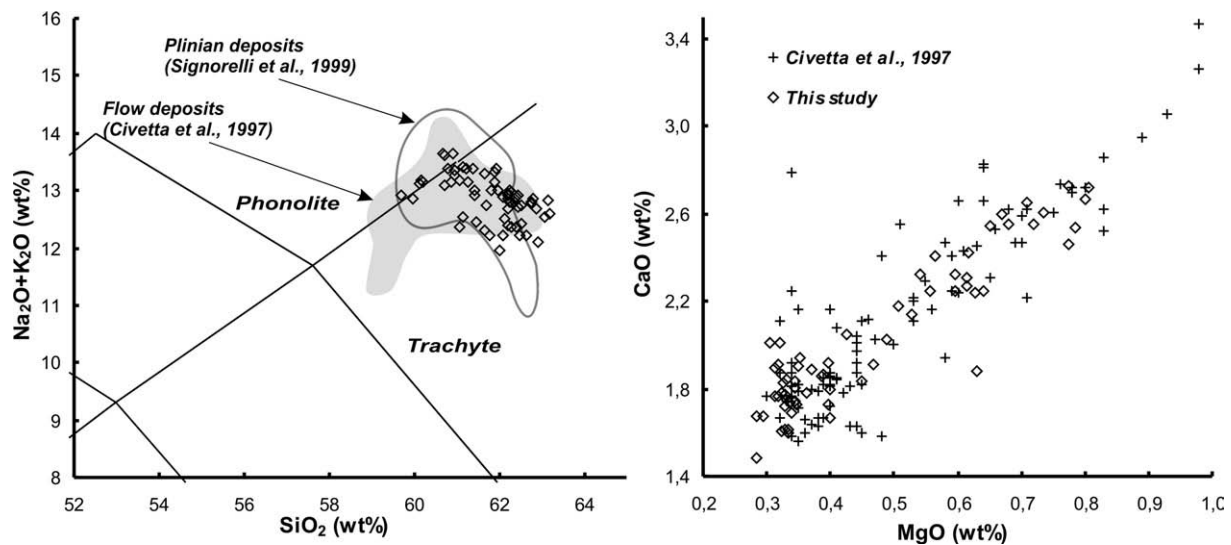 16
15
14
13
12
11
10
9
8
Na₂O+K₂O (wt%)
Plinian deposits
(Signorelli et al., 1999)
Flow deposits
(Civetta et al., 1997)
Phonolite
Trachyte
52
54
56
58
60
62
64
SiO₂ (wt%)
3,4
3,0
2,6
2,2
1,8
1,4
CaO (wt%)
+ Civetta et al., 1997
◇ This study
0,2
0,3
0,4
0,5
0,6
0,7
0,8
0,9
1,0
MgO (wt%)